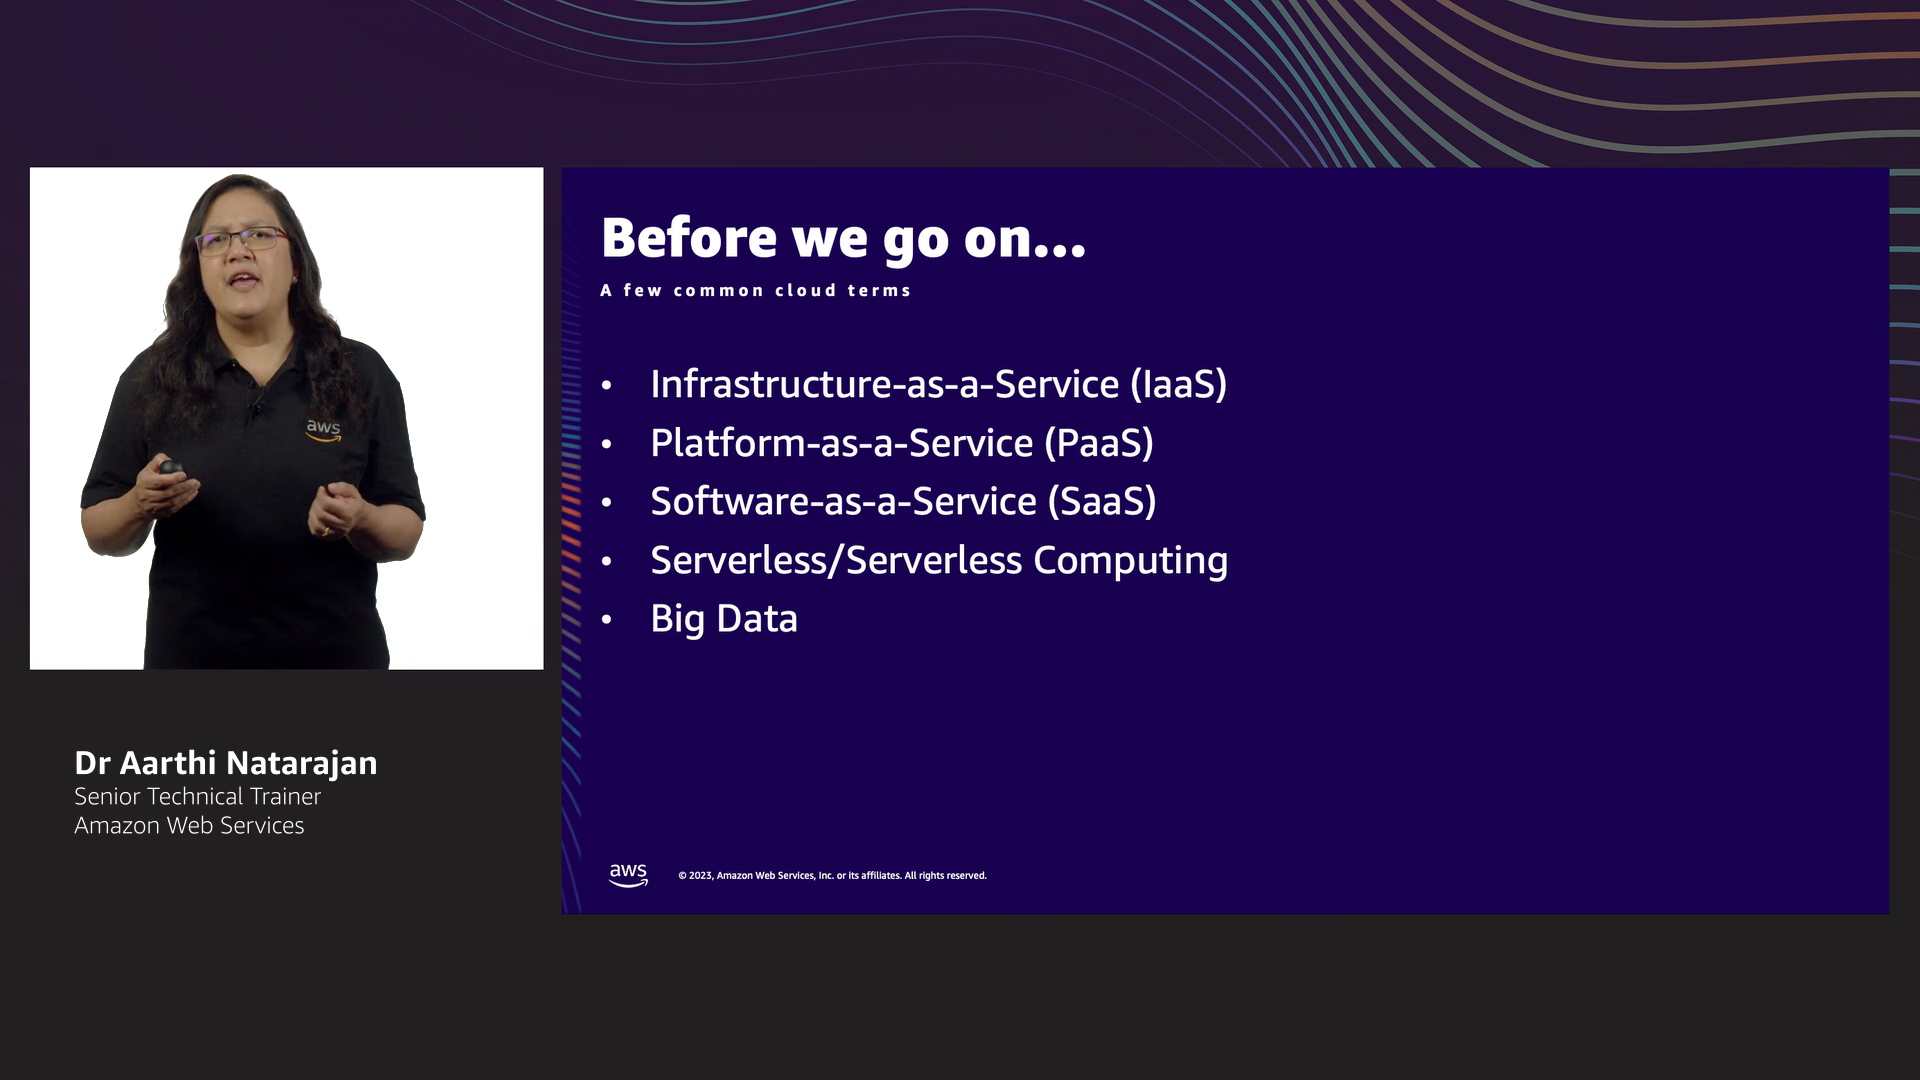 Before we go on...
A few common cloud terms
• Infrastructure-as-a-Service (IaaS)
• Platform-as-a-Service (PaaS)
• Software-as-a-Service (SaaS)
• Serverless/Serverless Computing
• Big Data
aws
Dr Aarthi Natarajan
Senior Technical Trainer
Amazon Web Services
aws © 2023, Amazon Web Services, Inc. or its affiliates. All rights reserved.